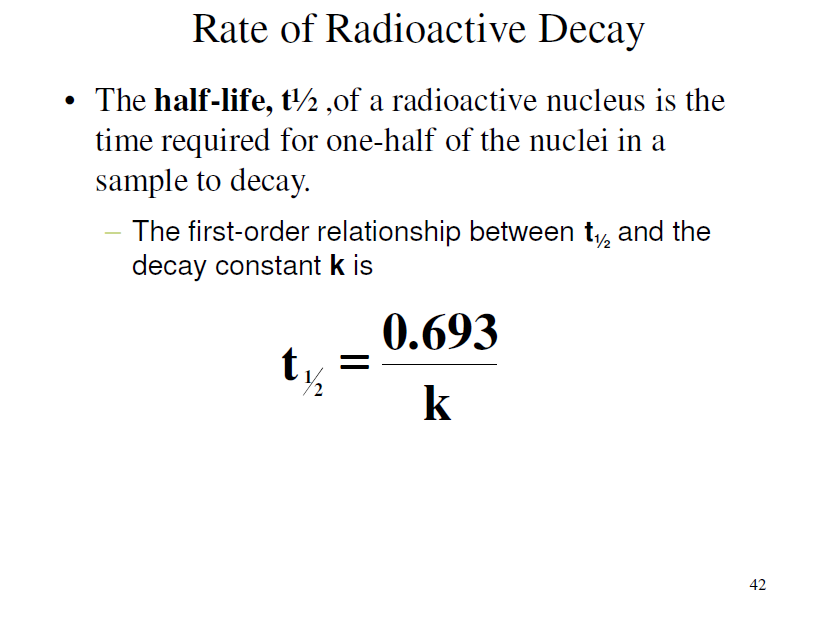 Rate of Radioactive Decay
• The half-life, t½ ,of a radioactive nucleus is the
time required for one-half of the nuclei in a
sample to decay.
– The first-order relationship between t½ and the
decay constant k is
t½ = 0.693
k
42